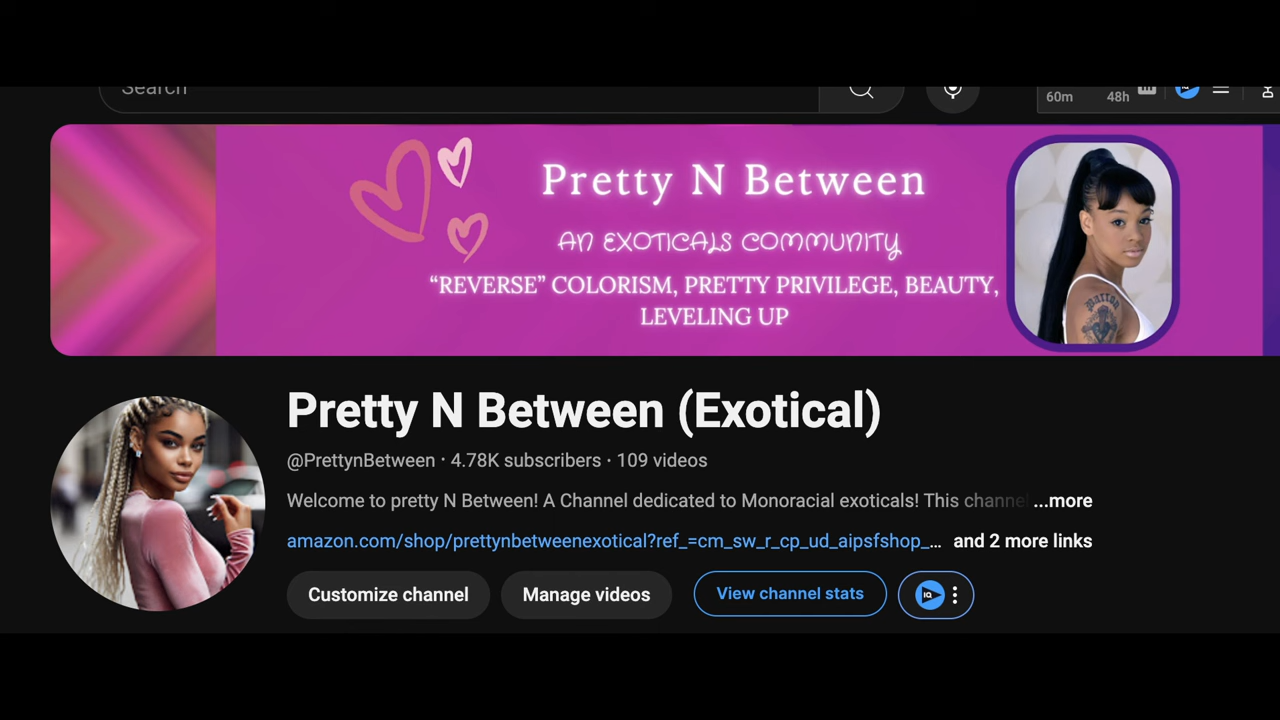 Search
60m 48h
Pretty N Between
AN EXOTICALS COMMUNITY
“REVERSE” COLORISM, PRETTY PRIVILEGE, BEAUTY,
LEVELING UP
Pretty N Between (Exotical)
@PrettynBetween · 4.78K subscribers · 109 videos
Welcome to pretty N Between! A Channel dedicated to Monoracial exoticals! This channe ...more
amazon.com/shop/prettynbetweenexotical?ref_=cm_sw_r_cp_ud_aipsfshop_... and 2 more links
Customize channel Manage videos View channel stats IQ